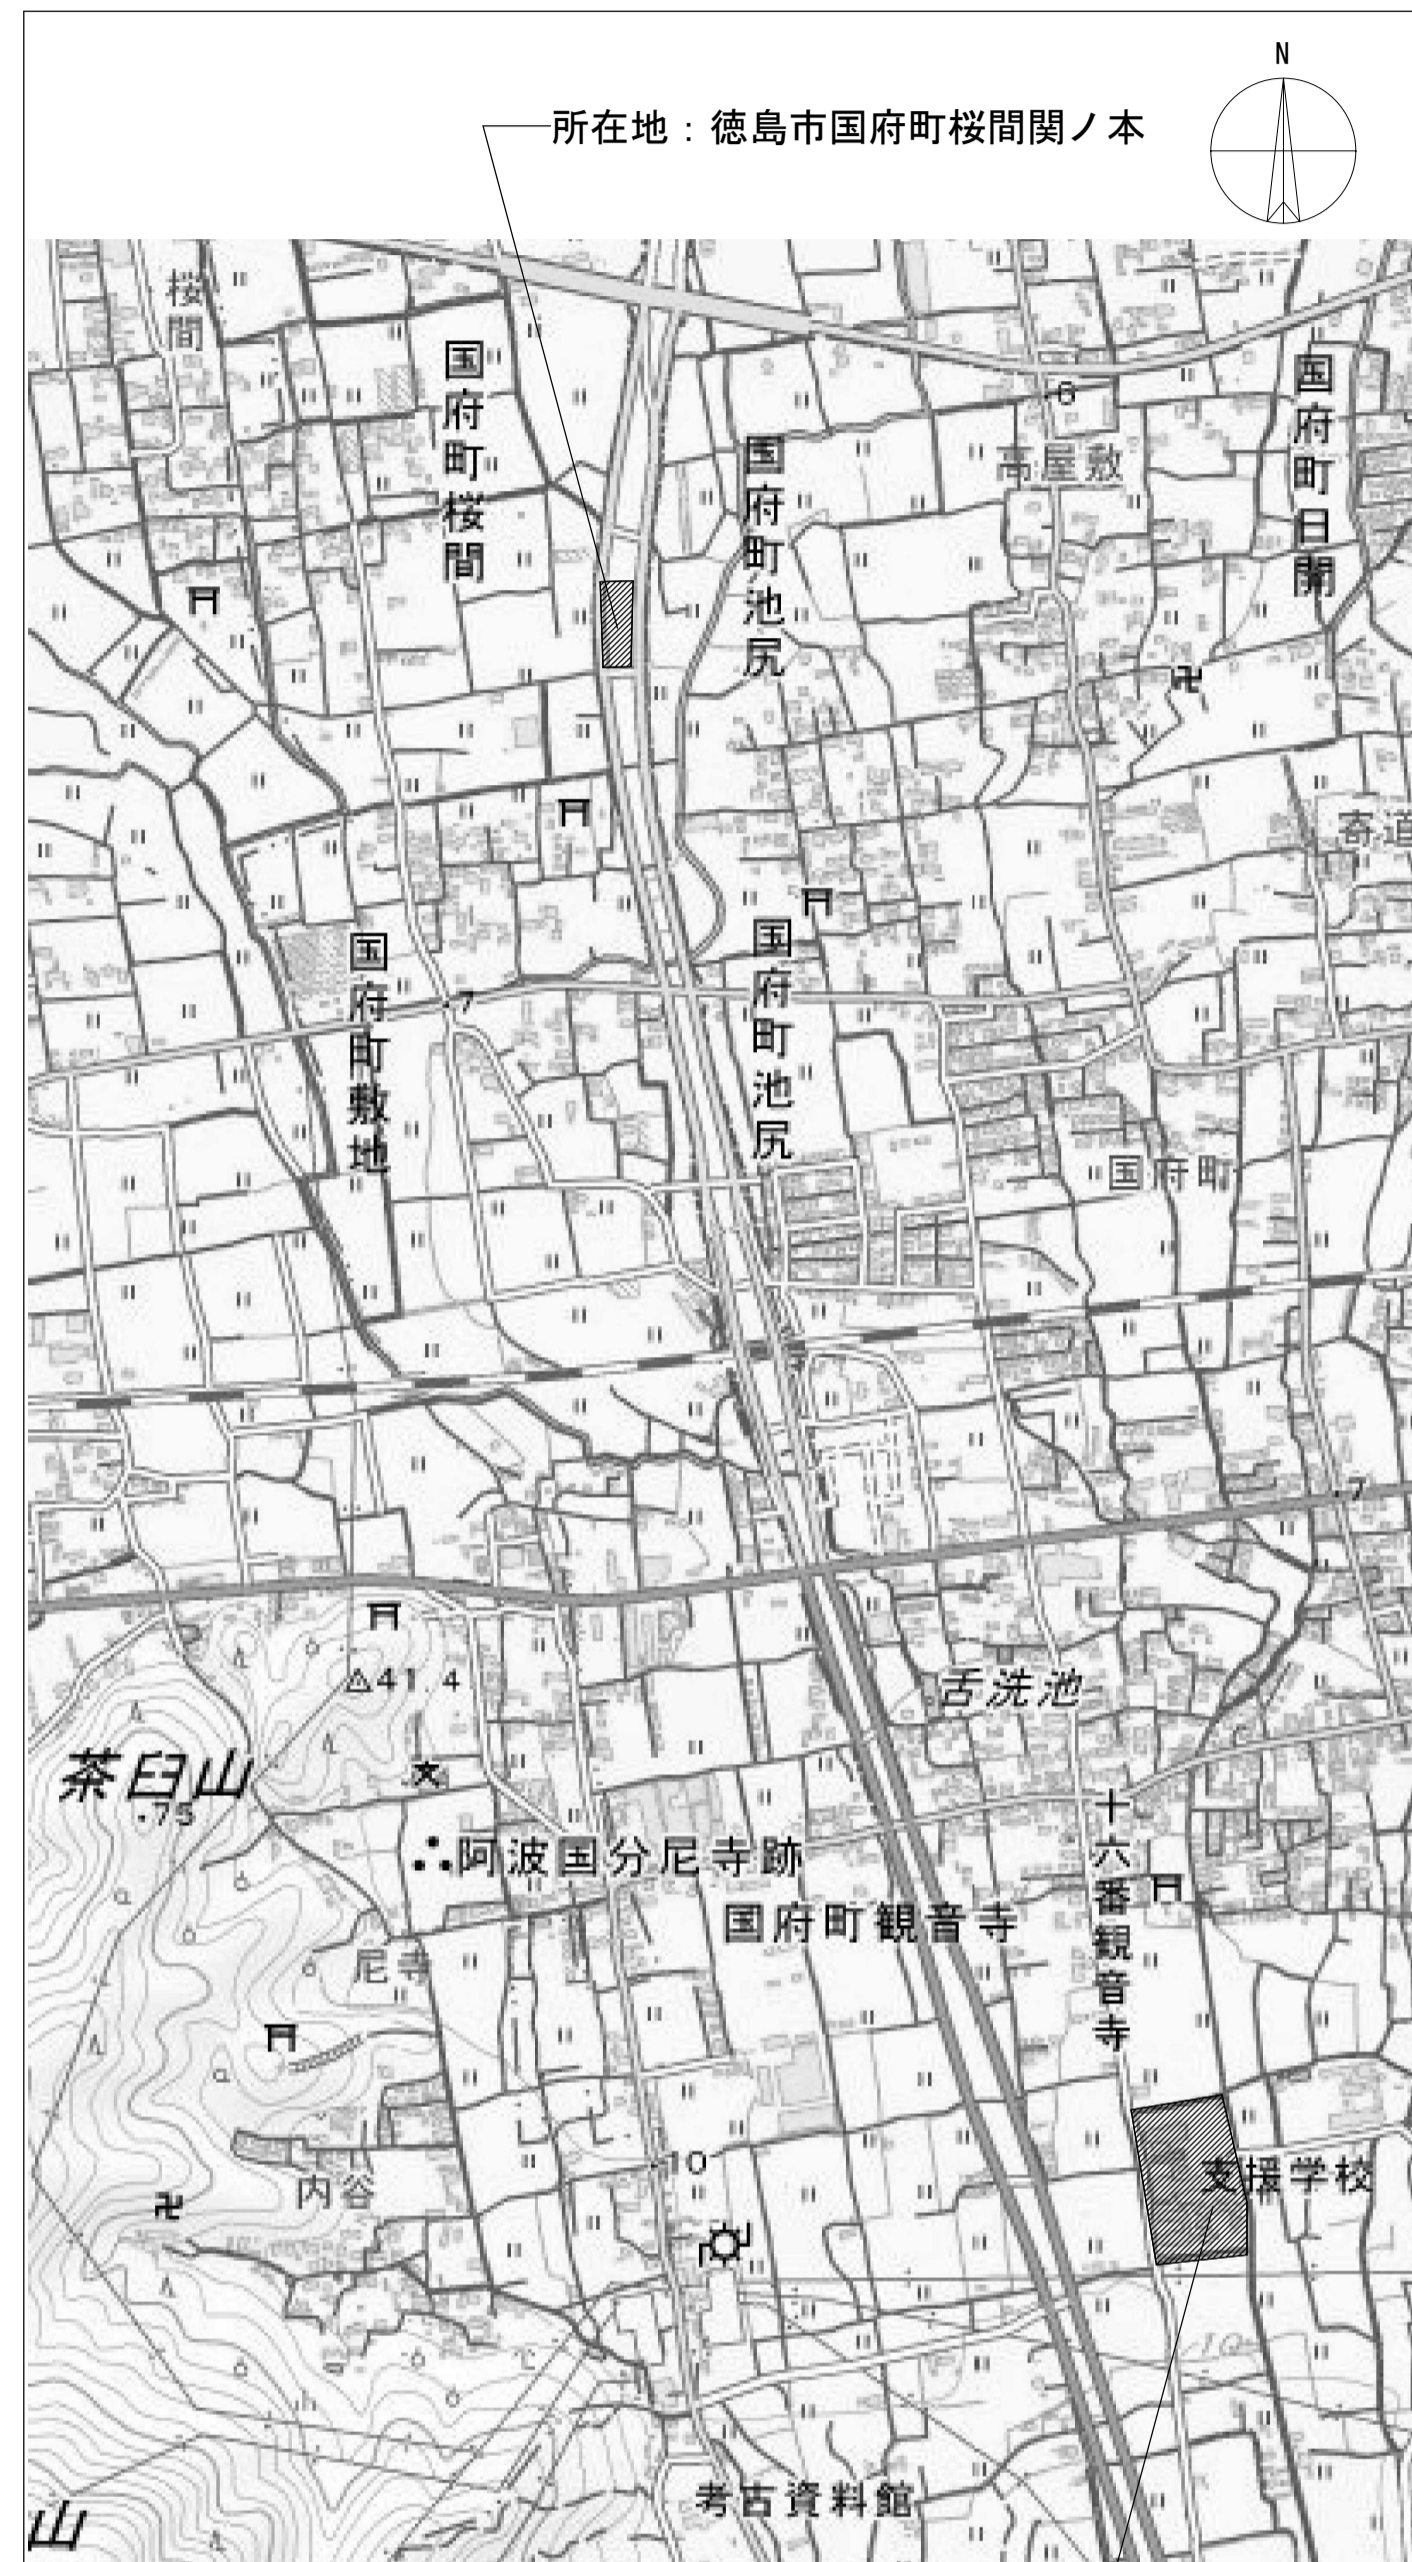 N
所在地：徳島市国府町桜間関ノ本
桜間
国府町桜間
国府町日開
6
国府町池尻
高屋敷
寄道
国府町池尻
国府町敷地
7
国府町
7
舌洗池
41.4
茶臼山
75
十六番観音寺
阿波国分尼寺跡
国府町観音寺
尼寺
10
支援学校
内谷
10
考古資料館
山